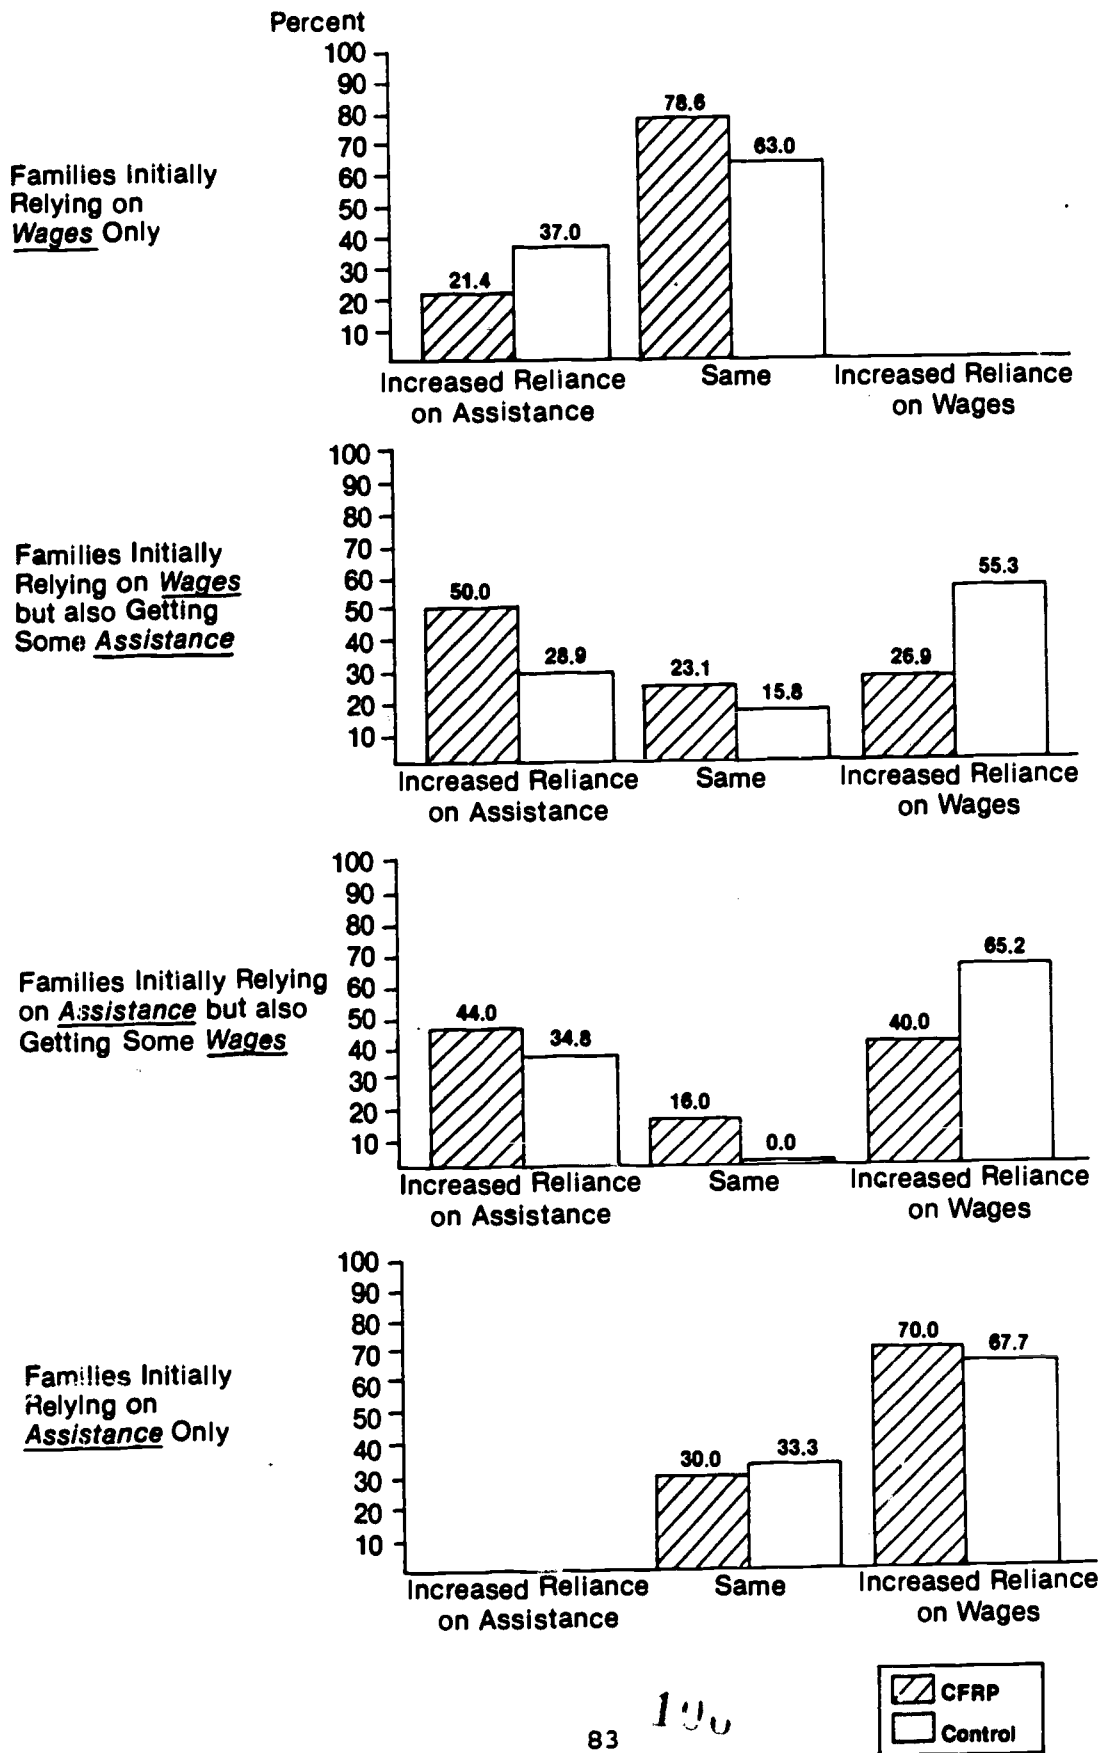 Percent
100
90
80
70
60
50
40
30
20
10
Families Initially
Relying on
Wages Only
21.4
37.0
78.6
63.0
Increased Reliance
on Assistance
Same
Increased Reliance
on Wages
100
90
80
70
60
50
40
30
20
10
Families Initially
Relying on Wages
but also Getting
Some Assistance
50.0
28.9
23.1
15.8
26.9
55.3
Increased Reliance
on Assistance
Same
Increased Reliance
on Wages
100
90
80
70
60
50
40
30
20
10
Families Initially Relying
on Assistance but also
Getting Some Wages
44.0
34.8
16.0
0.0
40.0
65.2
Increased Reliance
on Assistance
Same
Increased Reliance
on Wages
100
90
80
70
60
50
40
30
20
10
Families Initially
Relying on
Assistance Only
30.0
33.3
70.0
67.7
Increased Reliance
on Assistance
Same
Increased Reliance
on Wages
CFRP
Control
83